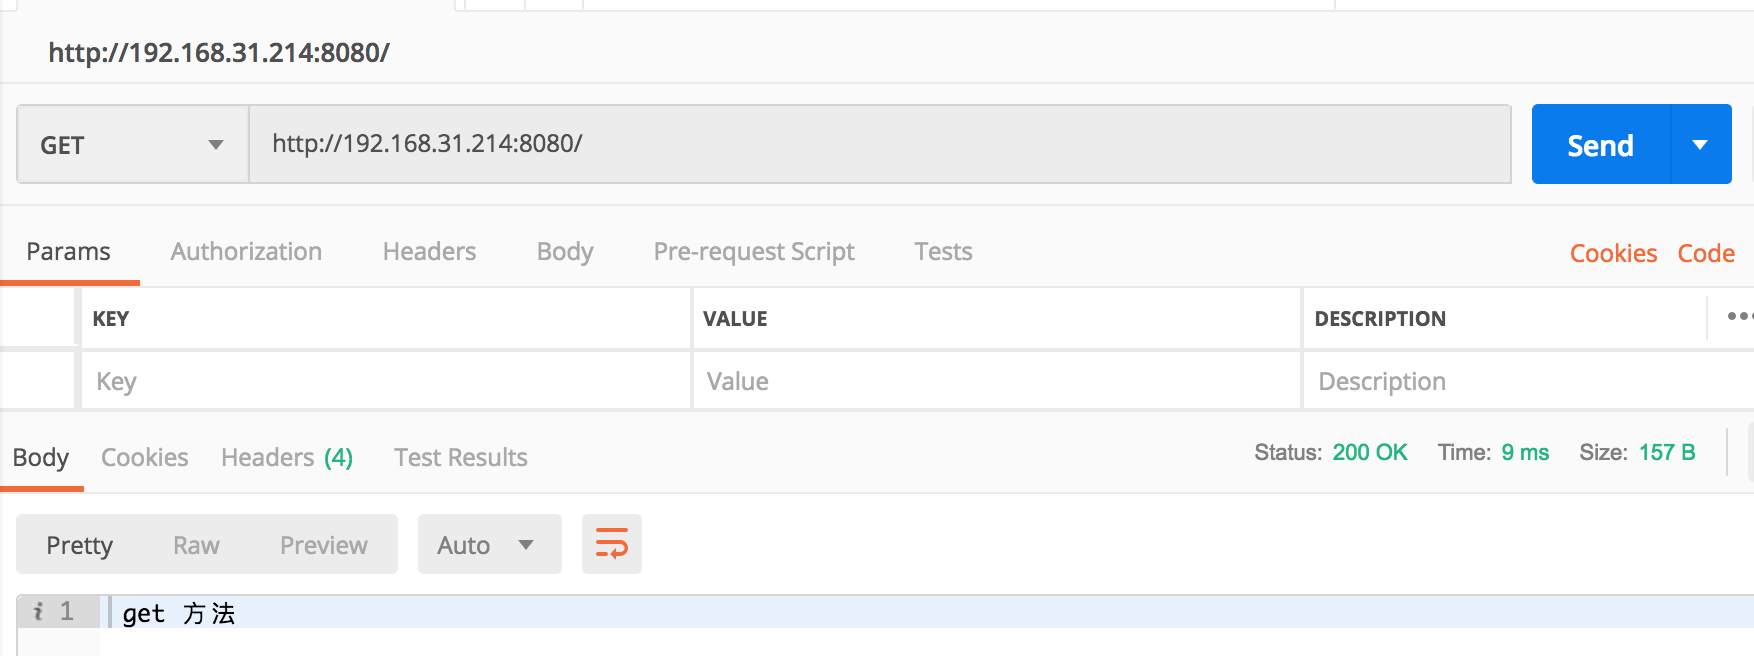 http://192.168.31.214:8080/
GET http://192.168.31.214:8080/ Send
Params Authorization Headers Body Pre-request Script Tests Cookies Code
KEY VALUE DESCRIPTION
Key Value Description
Body Cookies Headers (4) Test Results Status: 200 OK Time: 9 ms Size: 157 B
Pretty Raw Preview Auto
i 1 get 方法